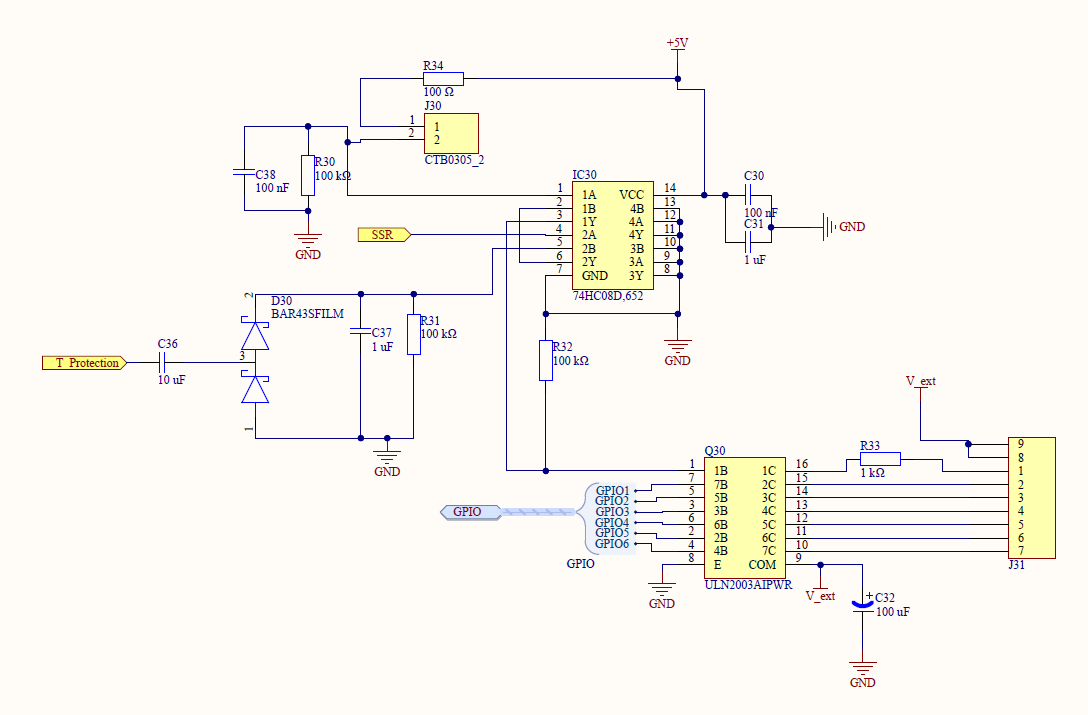 +5V
R34
100 Ω
J30
1 1
2 2
CTB0305_2
C38
100 nF
R30
100 kΩ
GND
IC30
1 1A VCC 14
2 1B 4B 13
3 1Y 4A 12
4 2A 4Y 11
5 2B 3B 10
6 2Y 3A 9
7 GND 3Y 8
74HC08D,652
C30
100 nF
C31
1 uF
GND
SSR
2
D30
BAR43SFILM
3
1
T_Protection
C36
10 uF
C37
1 uF
R31
100 kΩ
GND
R32
100 kΩ
GND
V_ext
Q30
1 1B 1C 16
7 7B 2C 15
5 5B 3C 14
3 3B 4C 13
6 6B 5C 12
2 2B 6C 11
4 4B 7C 10
8 E COM 9
ULN2003AIPWR
R33
1 kΩ
9
8
1
2
3
4
5
6
7
J31
GPIO
GPIO1
GPIO2
GPIO3
GPIO4
GPIO5
GPIO6
GPIO
GND
V_ext
+
C32
100 uF
GND